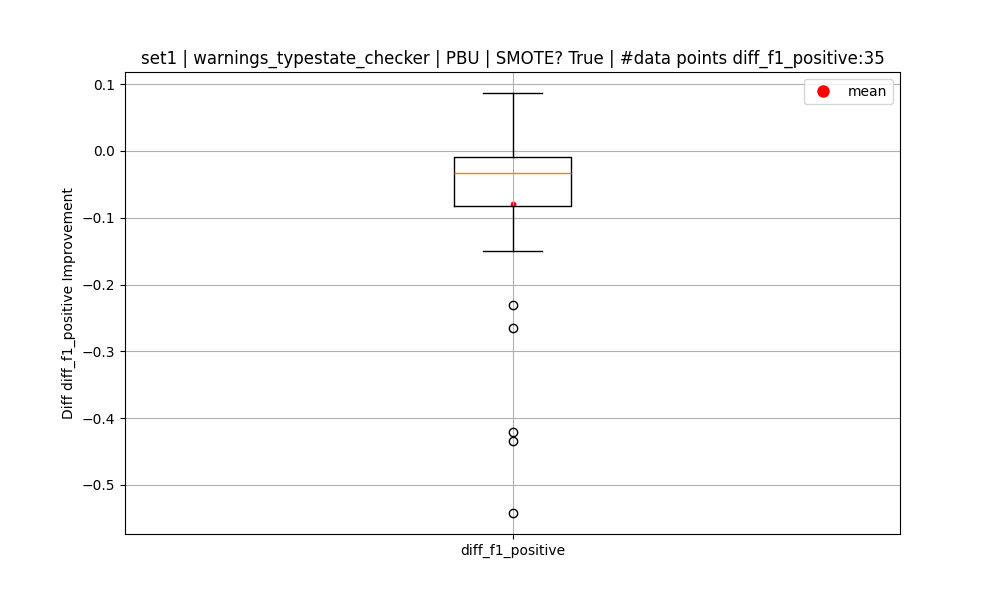 set1 | warnings_typestate_checker | PBU | SMOTE? True | #data points diff_f1_positive:35
mean
Diff diff_f1_positive Improvement
0.1
0.0
−0.1
−0.2
−0.3
−0.4
−0.5
diff_f1_positive